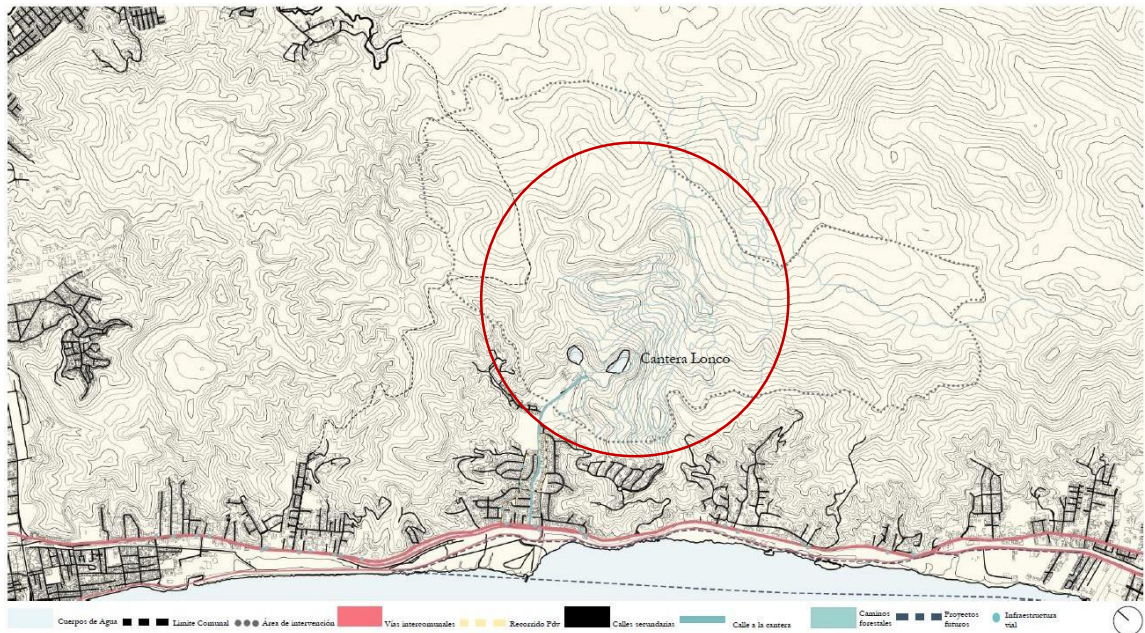 Cantera Lonco
Cuerpos de Agua
Limite Comunal
Área de intervención
Vías intercomunales
Recorrido Pdv
Calles secundarias
Calle a la cantera
Caminos
forestales
Proyectos
futuros
Infraestructura
vial